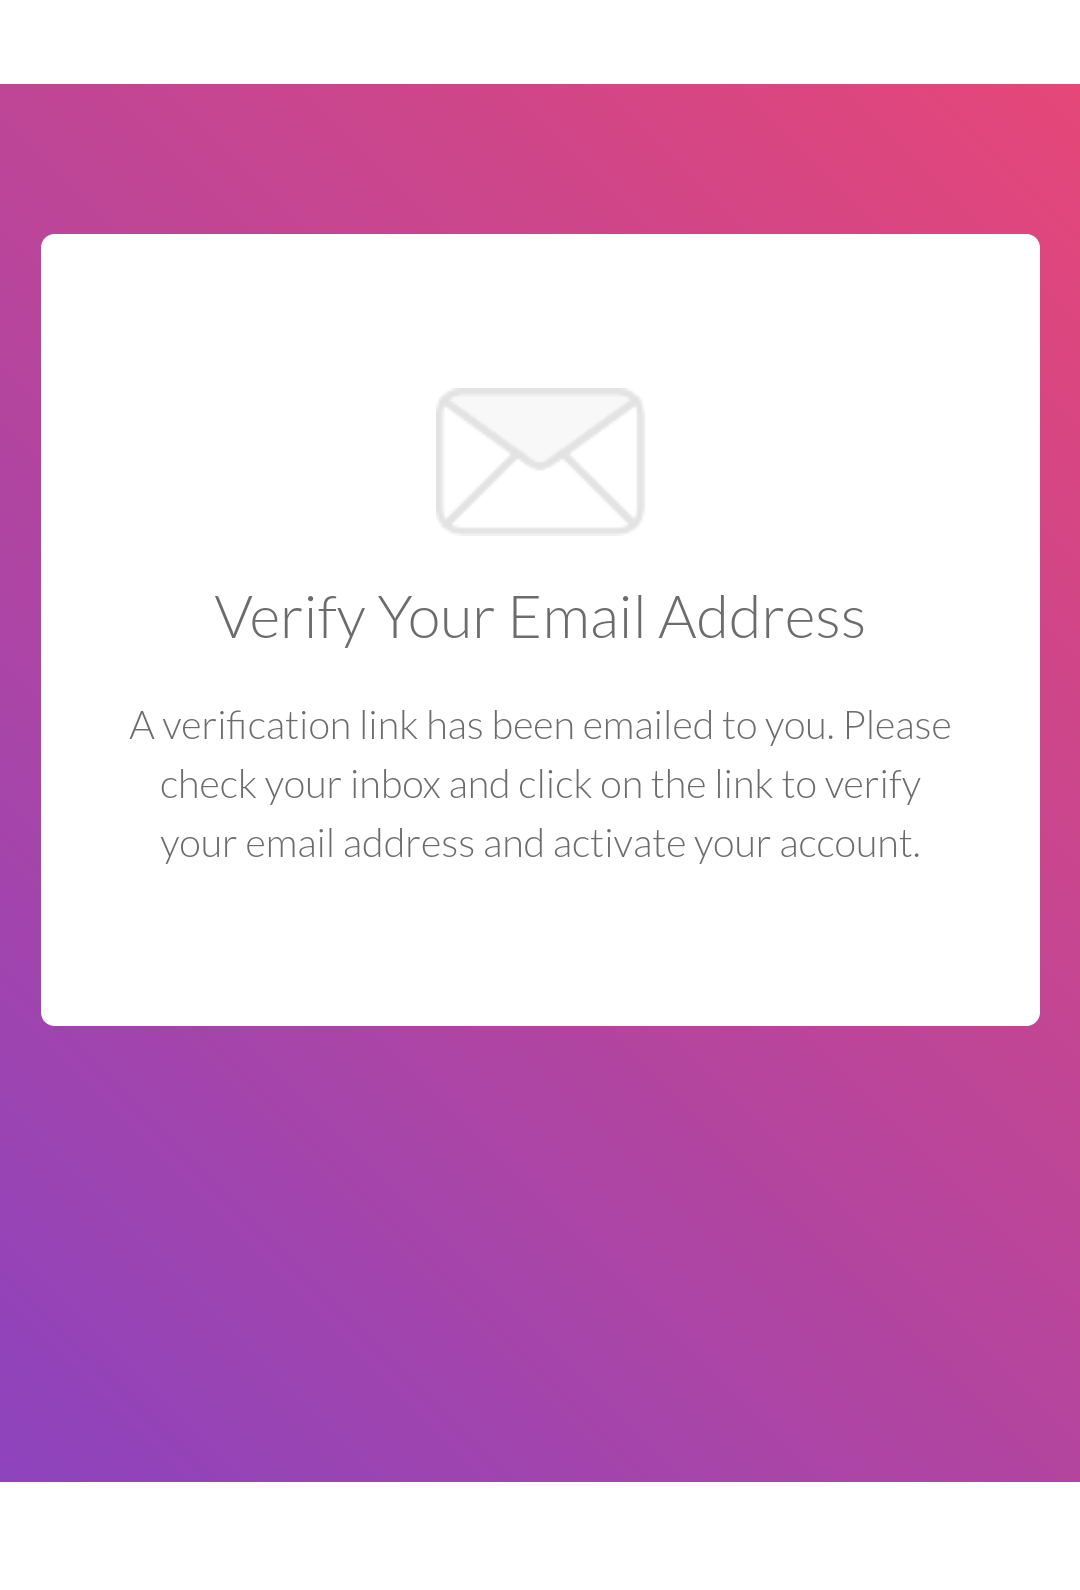 Verify Your Email Address
A verification link has been emailed to you. Please
check your inbox and click on the link to verify
your email address and activate your account.